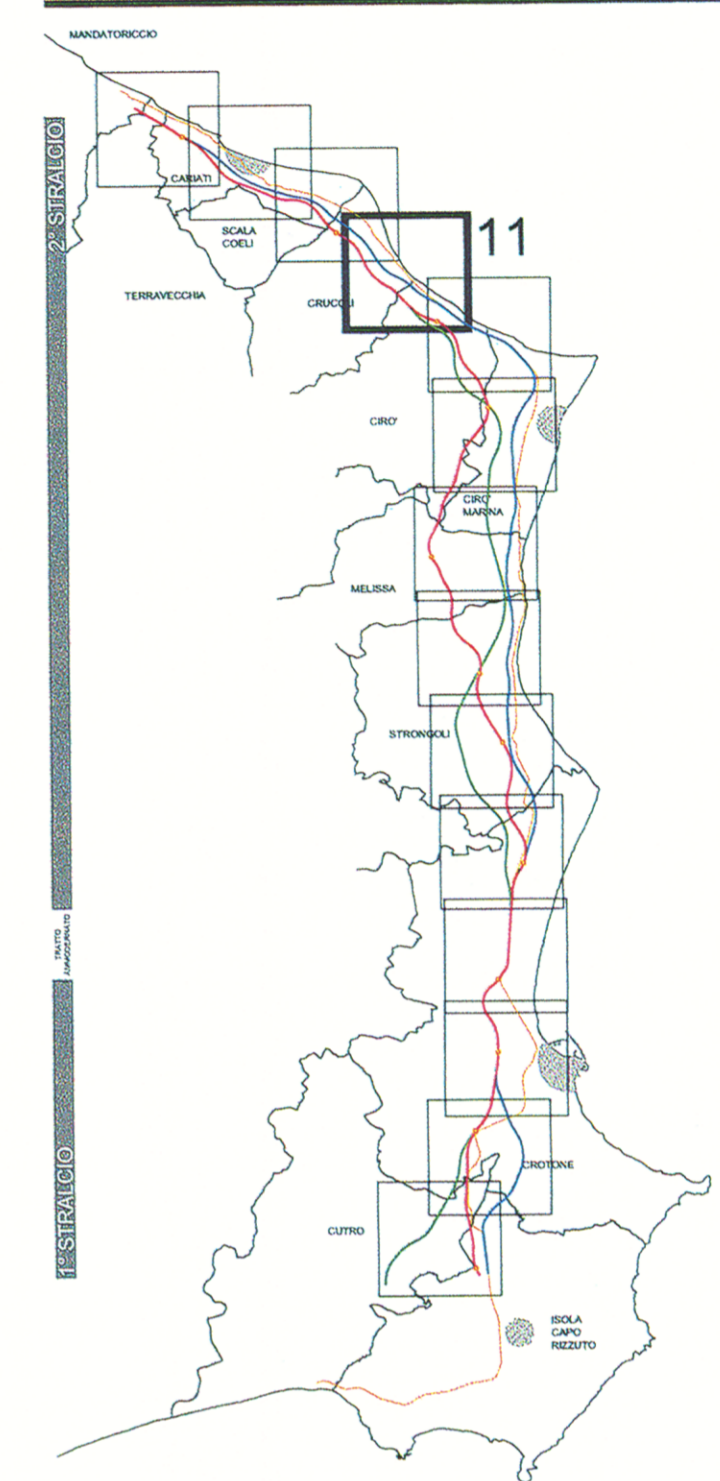 MANDATORICCIO
2° STRALCIO
CARIATI
SCALA
COELI
11
TERRAVECCHIA
CRUCOLI
CIRO'
CIRO'
MARINA
MELISSA
STRONGOLI
TRATTO
AMMODERNATO
1° STRALCIO
CROTONE
CUTRO
ISOLA
CAPO
RIZZUTO